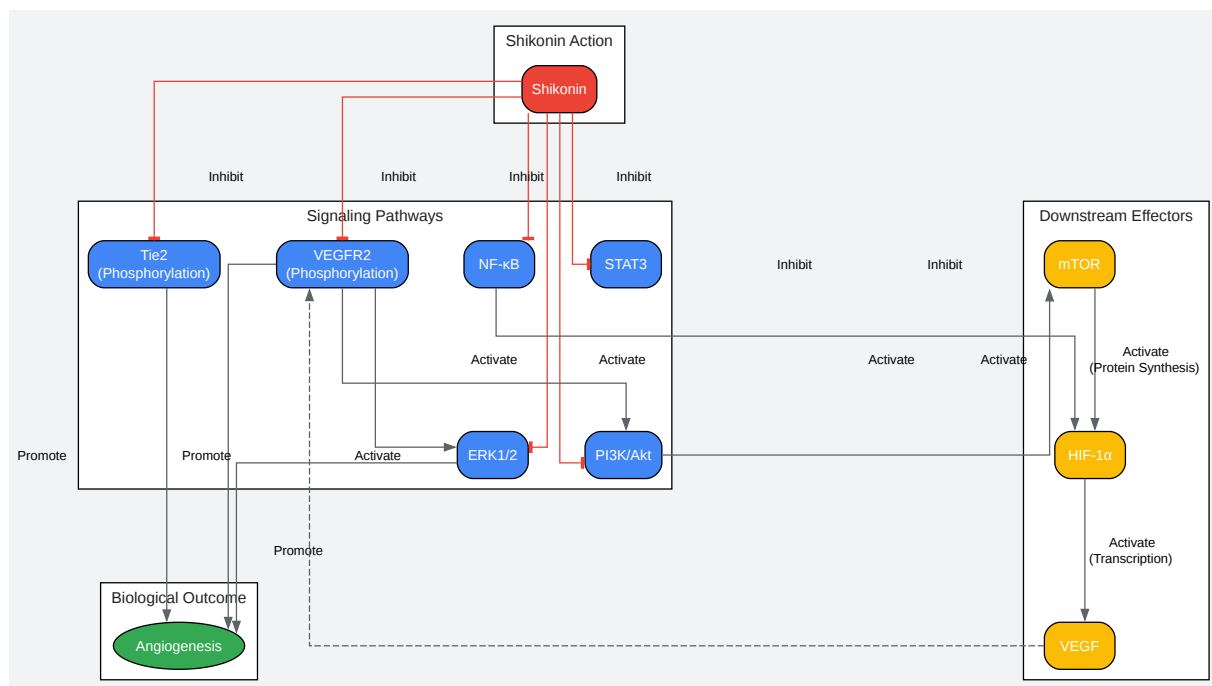 Shikonin Action
Shikonin
Inhibit
Inhibit
Inhibit
Inhibit
Signaling Pathways
Downstream Effectors
Tie2
(Phosphorylation)
VEGFR2
(Phosphorylation)
NF-κB
STAT3
Inhibit
Inhibit
mTOR
Activate
Activate
Activate
Activate
Activate
(Protein Synthesis)
Promote
Promote
Activate
ERK1/2
PI3K/Akt
HIF-1α
Promote
Activate
(Transcription)
Biological Outcome
Angiogenesis
VEGF